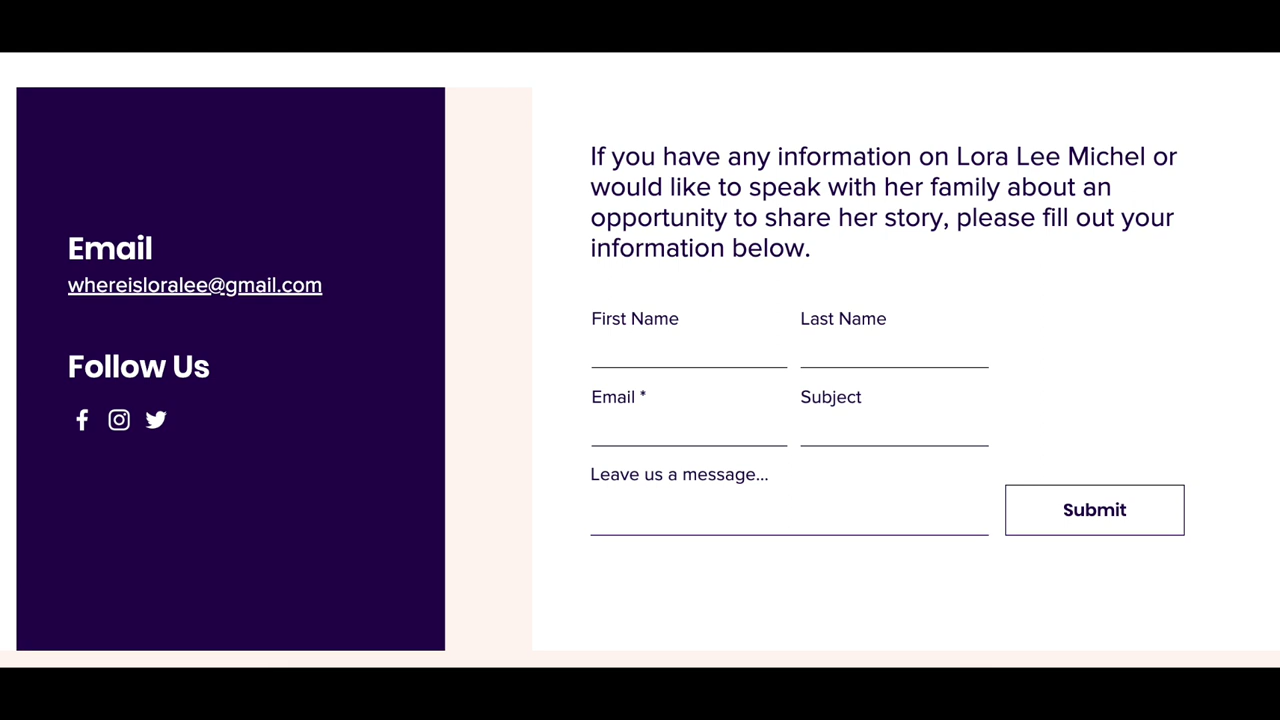 Email
whereisloralee@gmail.com
Follow Us
If you have any information on Lora Lee Michel or
would like to speak with her family about an
opportunity to share her story, please fill out your
information below.
First Name
Last Name
Email *
Subject
Leave us a message...
Submit